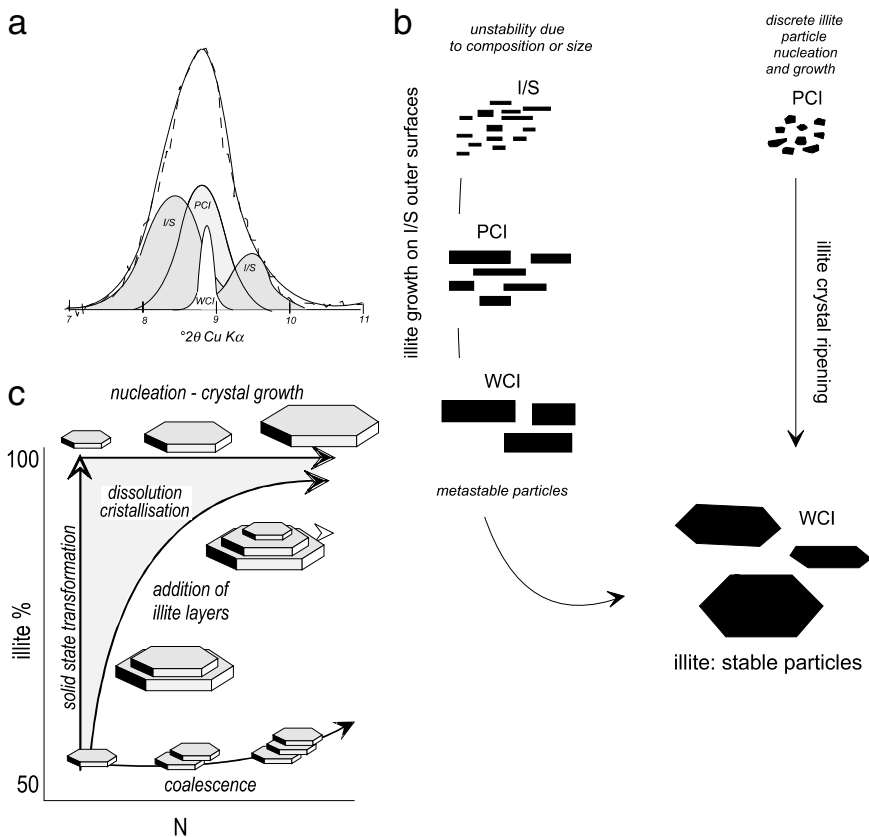 a
I/S
PCI
WCI
I/S
7
8
9
10
11
°2θ Cu Kα
b
unstability due
to composition or size
I/S
illite growth on I/S outer surfaces
PCI
WCI
metastable particles
discrete illite
particle
nucleation
and growth
PCI
illite crystal ripening
WCI
illite: stable particles
c
nucleation - crystal growth
100
dissolution
cristallisation
solid state transformation
illite %
addition of
illite layers
50
coalescence
N